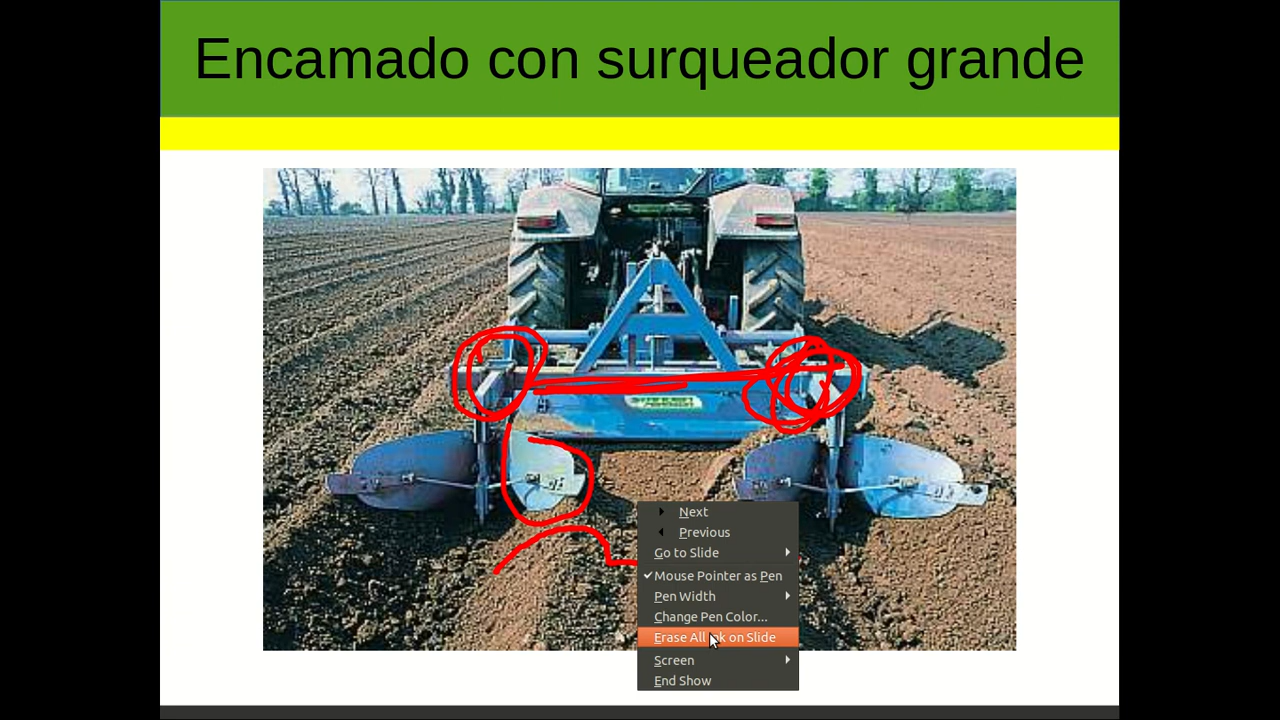 Encamado con surqueador grande
Next
Previous
Go to Slide
Mouse Pointer as Pen
Pen Width
Change Pen Color...
Erase All Ink on Slide
Screen
End Show